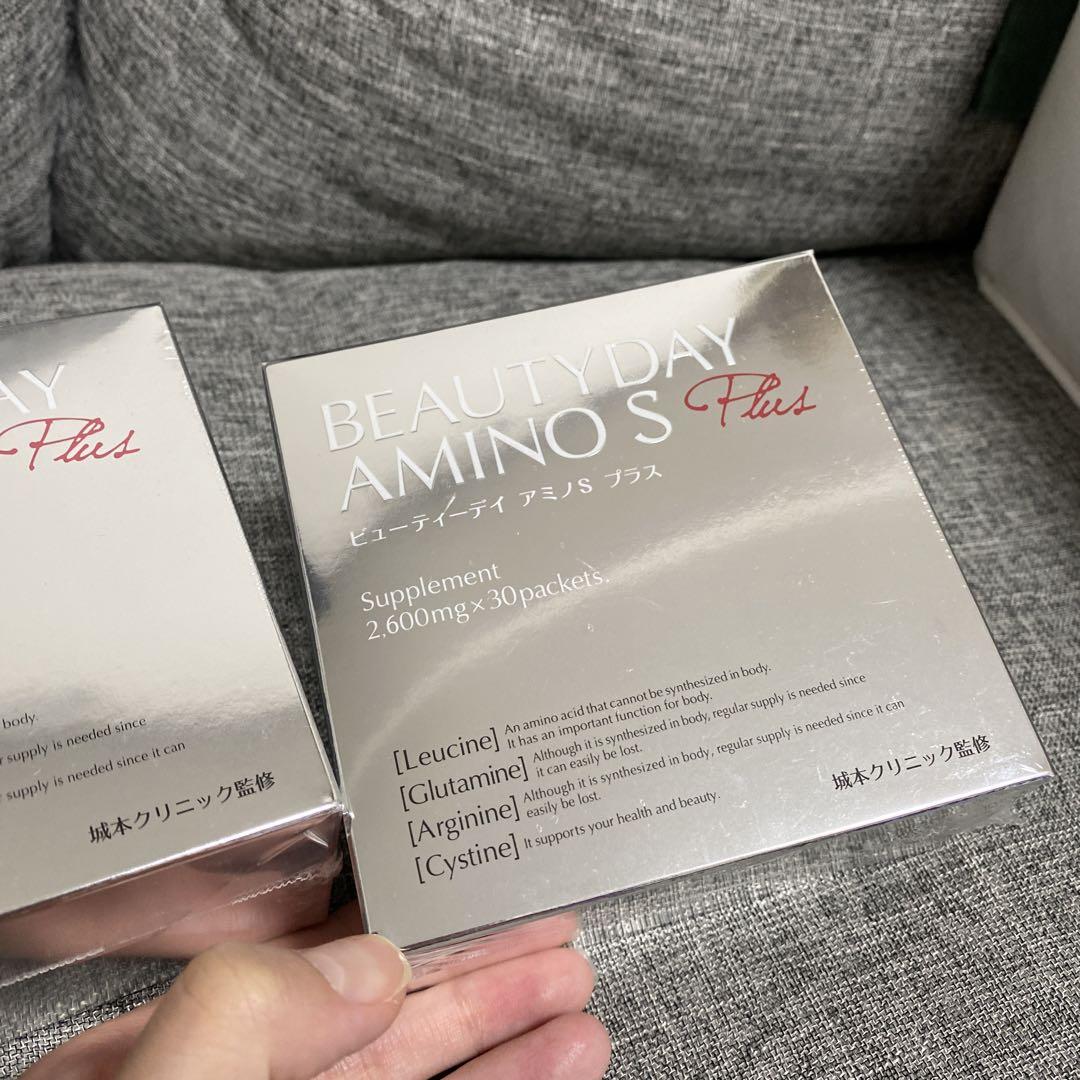 AY
Plus
body.
supply is needed since
supply is needed since it can
城本クリニック監修
BEAUTYDAY
AMINO S Plus
ビューティーデイ アミノS プラス
Supplement
2,600mg×30packets.
[Leucine] An amino acid that cannot be synthesized in body.
It has an important function for body.
[Glutamine] Although it is synthesized in body, regular supply is needed since
it can easily be lost.
[Arginine] Although it is synthesized in body, regular supply is needed since it can
easily be lost.
[Cystine] It supports your health and beauty.
城本クリニック監修